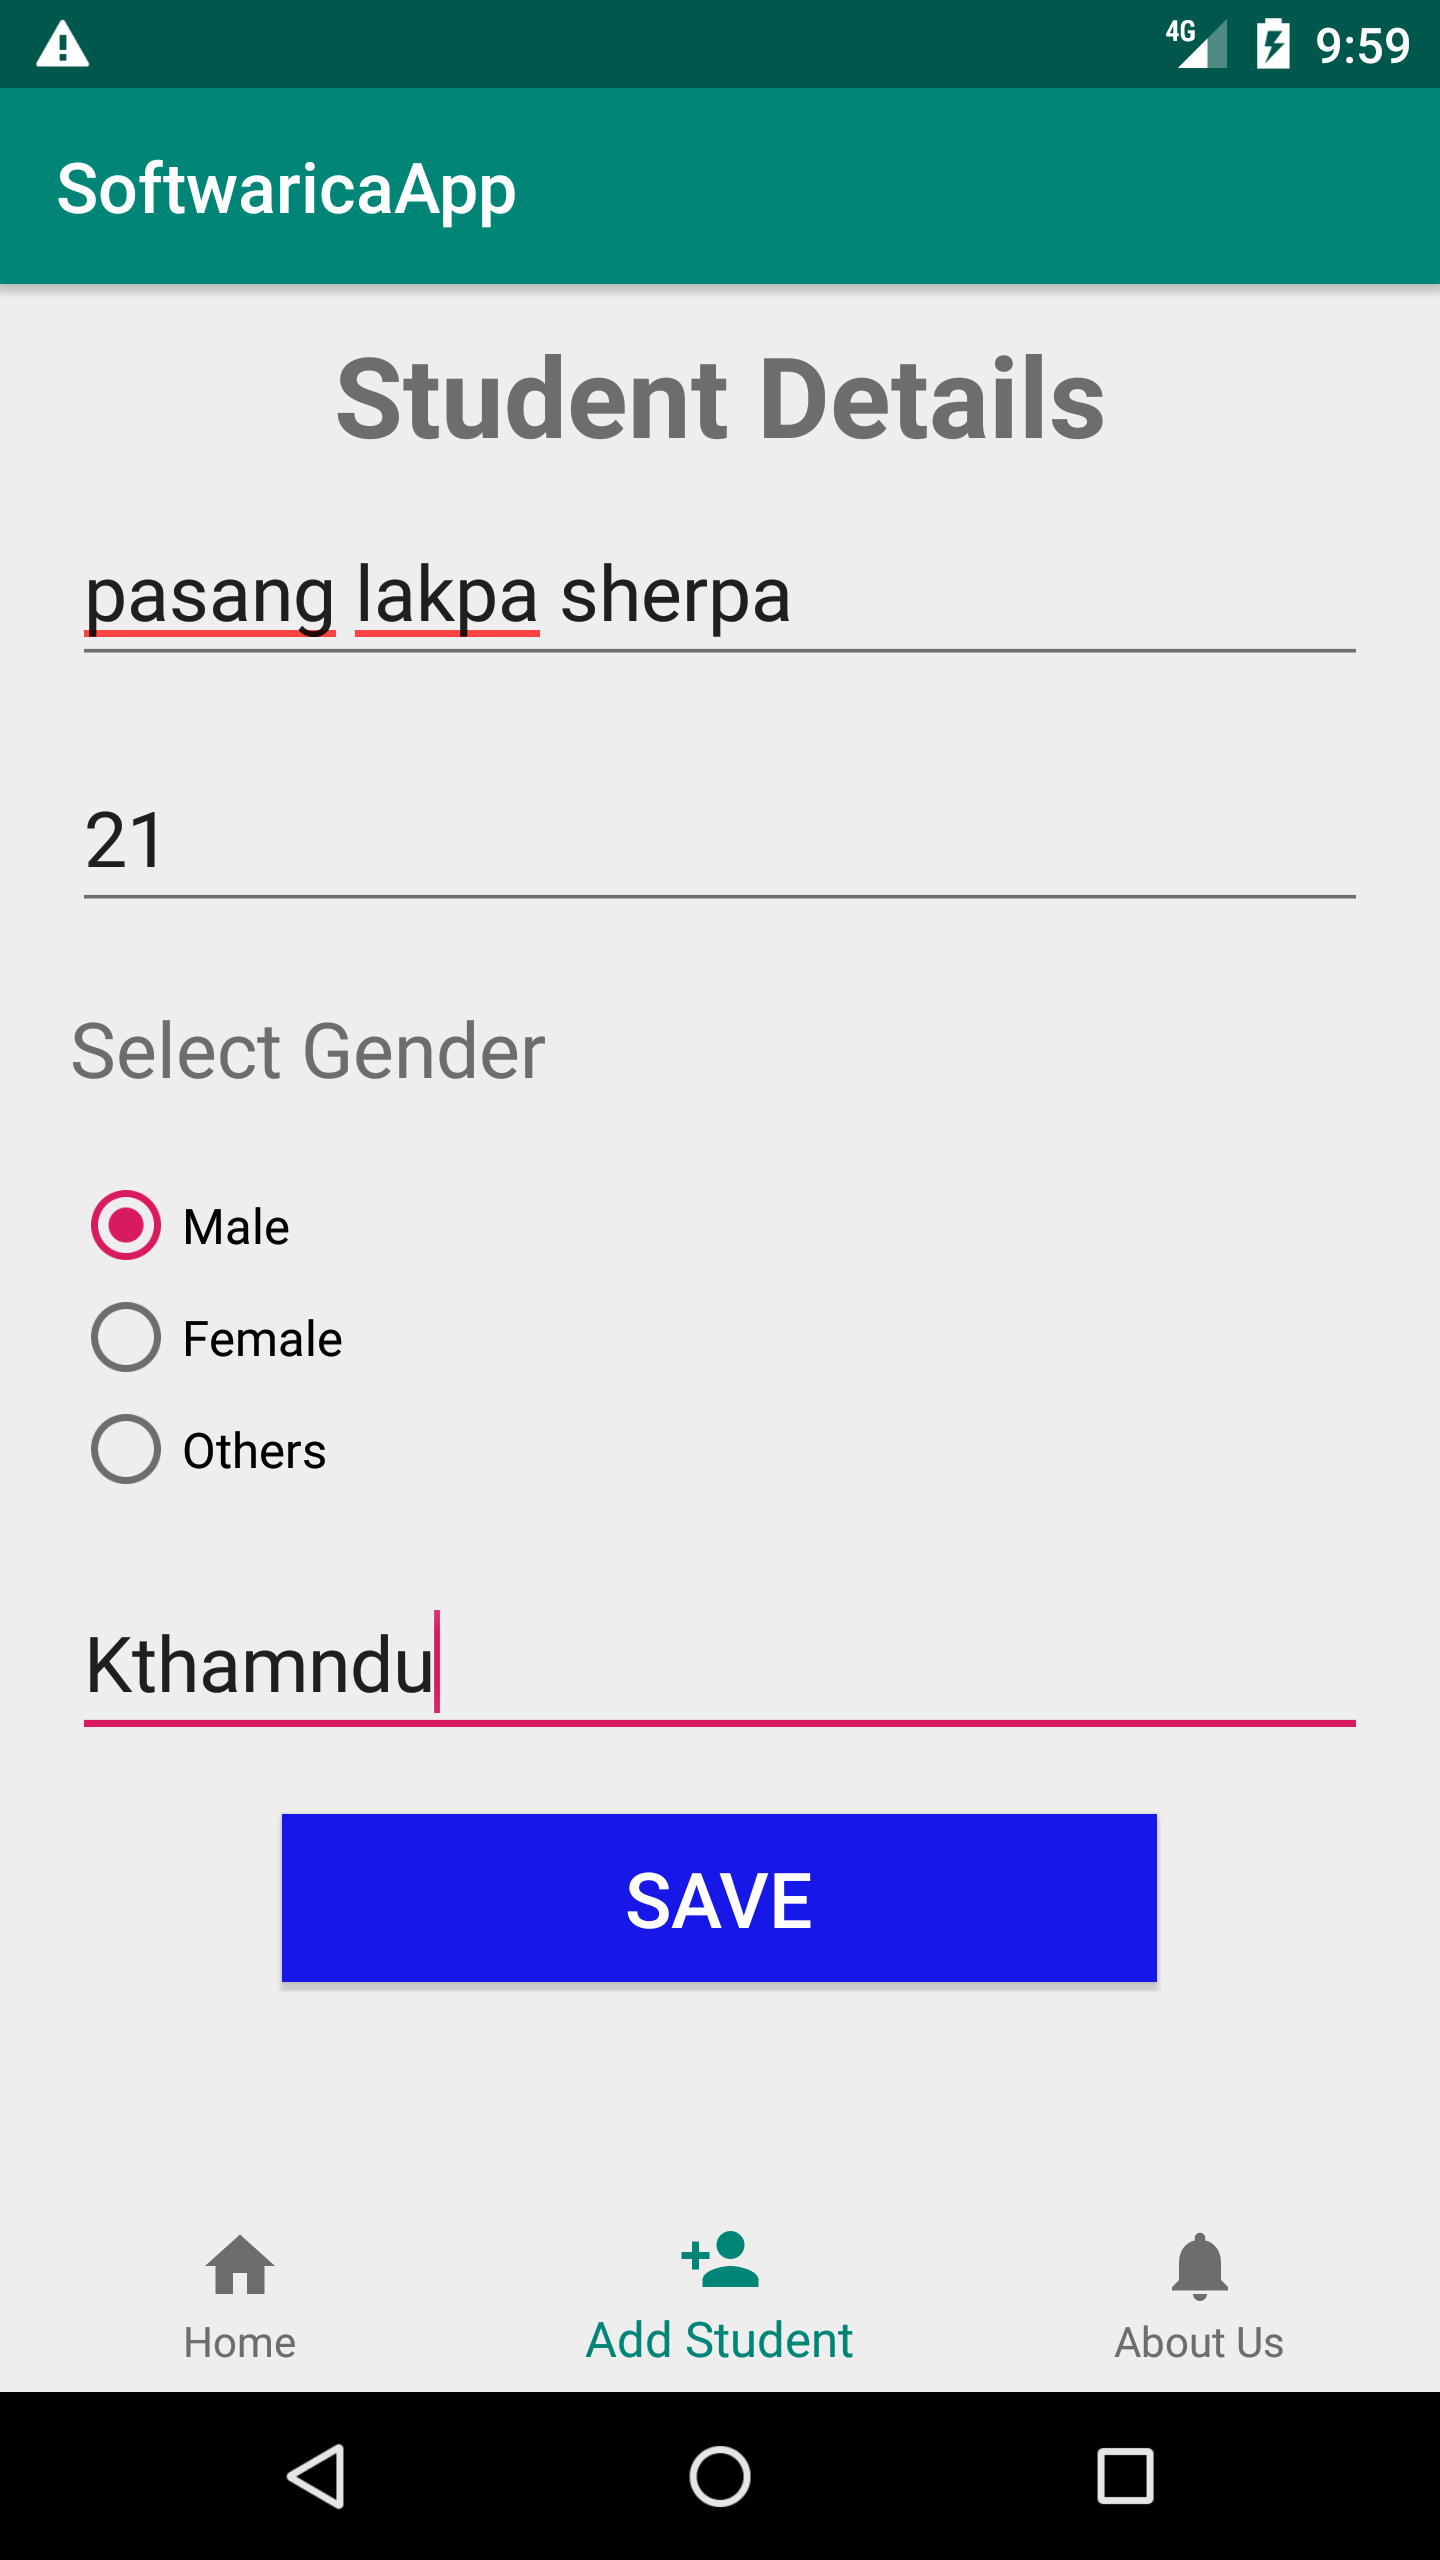 4G 9:59
SoftwaricaApp
Student Details
pasang lakpa sherpa
21
Select Gender
Male
Female
Others
Kthamndu
SAVE
Home Add Student About Us